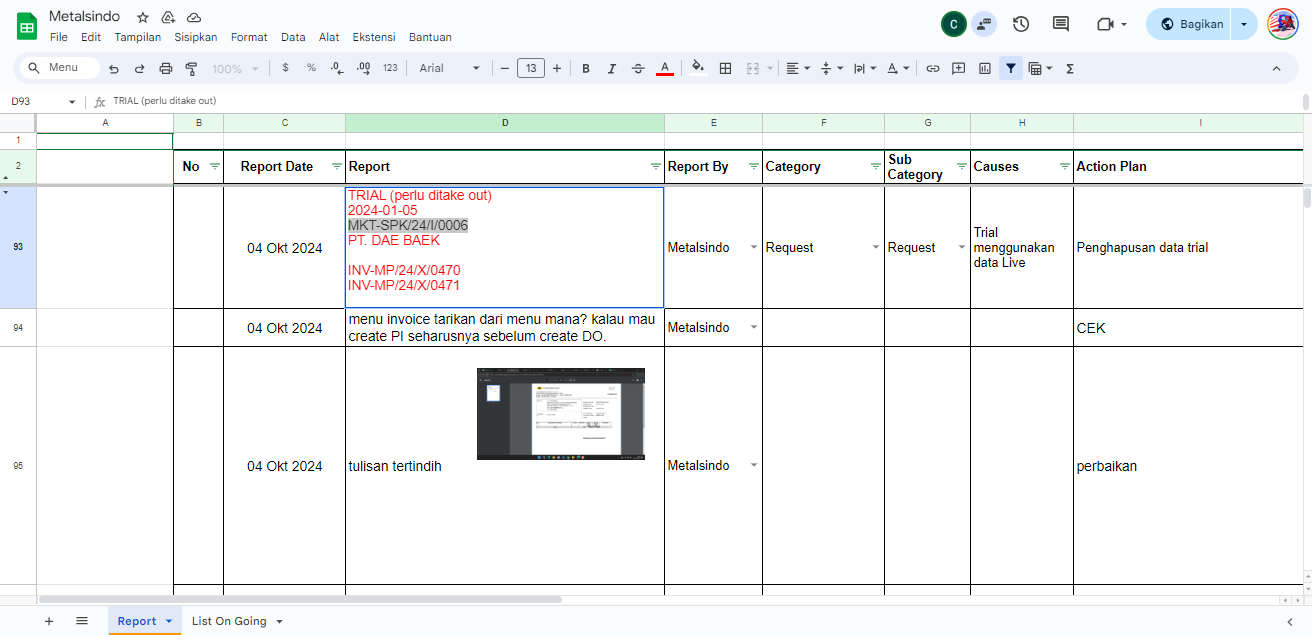 Metalsindo
File Edit Tampilan Sisipkan Format Data Alat Ekstensi Bantuan
C
Bagikan
Menu
100%
$ % .0 .00 123
Arial
13
B I A
D93
fx TRIAL (perlu ditake out)
A B C D E F G H I
1
2
No
Report Date
Report
Report By
Category
Sub
Category
Causes
Action Plan
93
04 Okt 2024
TRIAL (perlu ditake out)
2024-01-05
MKT-SPK/24/I/0006
PT. DAE BAEK
INV-MP/24/X/0470
INV-MP/24/X/0471
Metalsindo
Request
Request
Trial
menggunakan
data Live
Penghapusan data trial
94
04 Okt 2024
menu invoice tarikan dari menu mana? kalau mau
create PI seharusnya sebelum create DO.
Metalsindo
CEK
95
04 Okt 2024
tulisan tertindih
Metalsindo
perbaikan
Report
List On Going